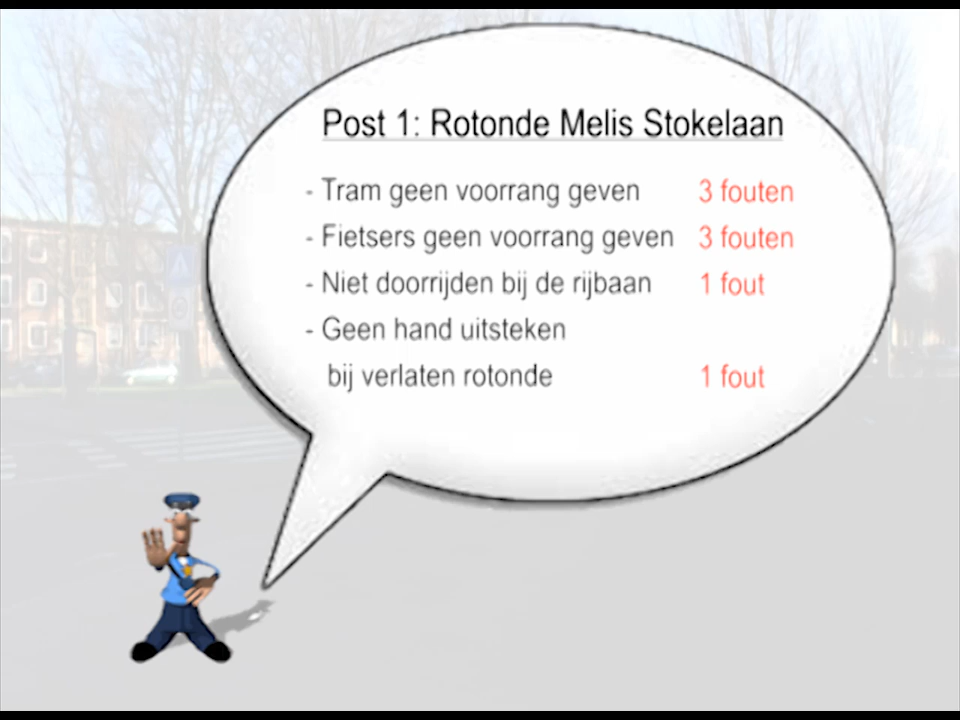 Post 1: Rotonde Melis Stokelaan
- Tram geen voorrang geven 3 fouten
- Fietsers geen voorrang geven 3 fouten
- Niet doorrijden bij de rijbaan 1 fout
- Geen hand uitsteken
bij verlaten rotonde 1 fout